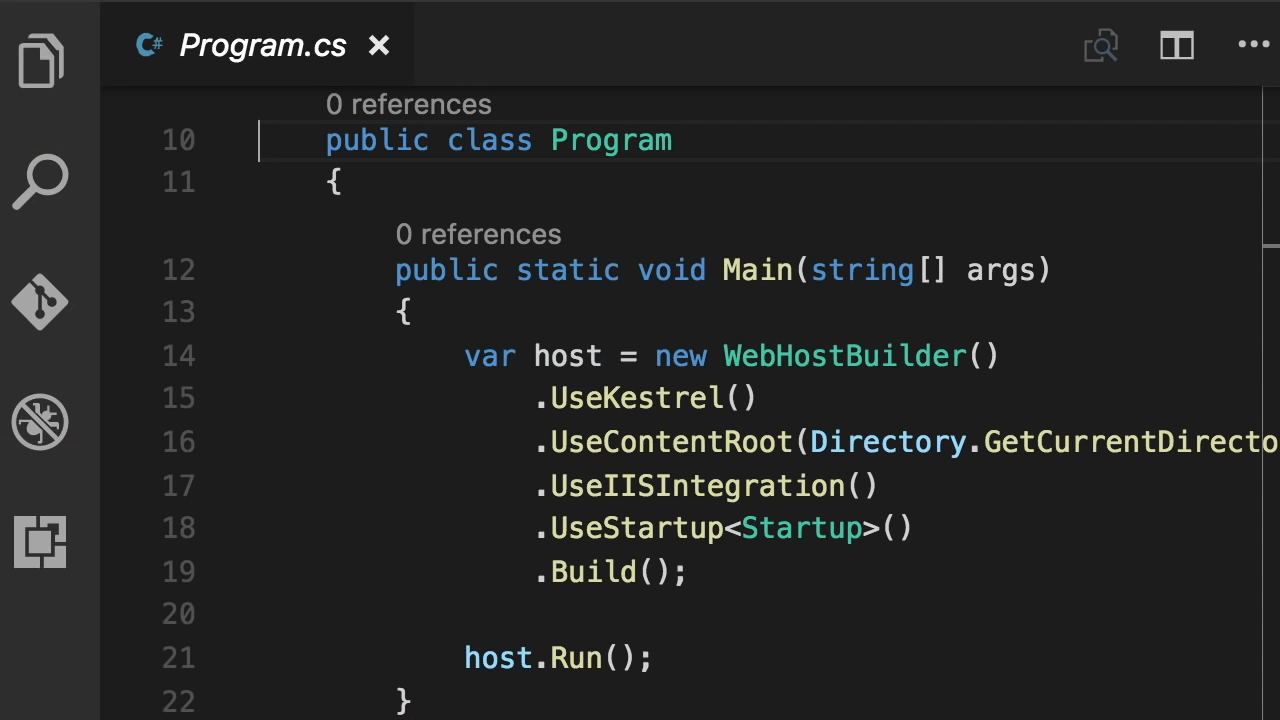 C# Program.cs
0 references
10 public class Program
11 {
0 references
12 public static void Main(string[] args)
13 {
14 var host = new WebHostBuilder()
15 .UseKestrel()
16 .UseContentRoot(Directory.GetCurrentDirecto
17 .UseIISIntegration()
18 .UseStartup<Startup>()
19 .Build();
20
21 host.Run();
22 }